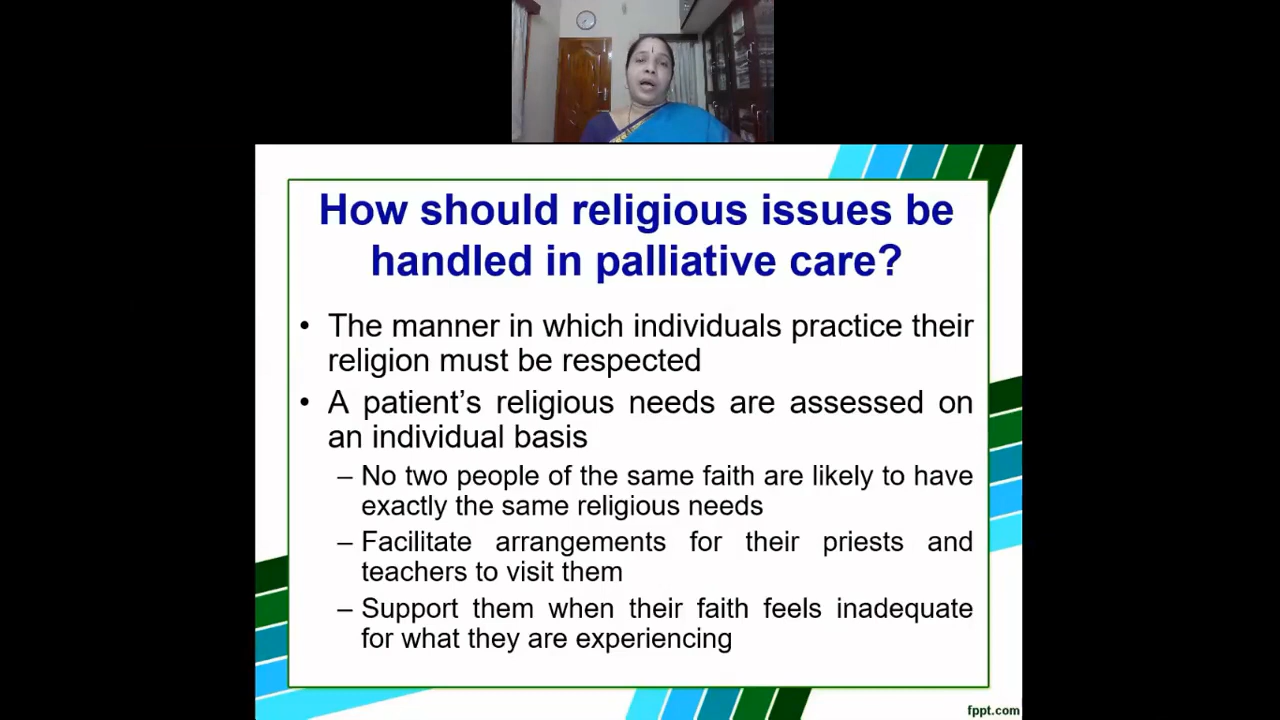 How should religious issues be
handled in palliative care?
• The manner in which individuals practice their
religion must be respected
• A patient's religious needs are assessed on
an individual basis
– No two people of the same faith are likely to have
exactly the same religious needs
– Facilitate arrangements for their priests and
teachers to visit them
– Support them when their faith feels inadequate
for what they are experiencing
fppt.com